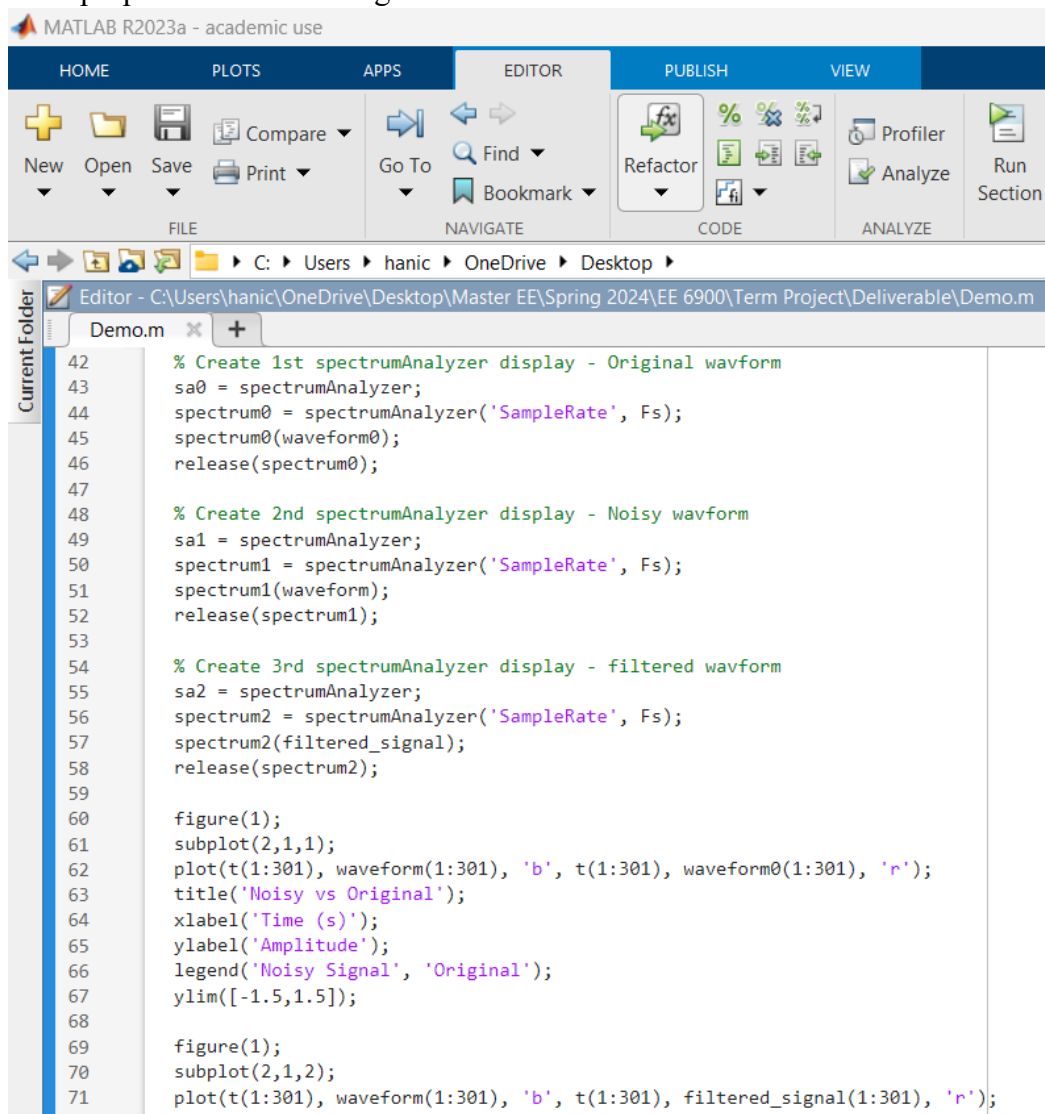 MATLAB R2023a - academic use
HOME PLOTS APPS EDITOR PUBLISH VIEW
New Open Save Compare Print Go To Find Bookmark Refactor Profiler Analyze Run Section
FILE NAVIGATE CODE ANALYZE
C: Users hanic OneDrive Desktop
Current Folder
Editor - C:\Users\hanic\OneDrive\Desktop\Master EE\Spring 2024\EE 6900\Term Project\Deliverable\Demo.m
Demo.m
42 % Create 1st spectrumAnalyzer display - Original wavform
43 sa0 = spectrumAnalyzer;
44 spectrum0 = spectrumAnalyzer('SampleRate', Fs);
45 spectrum0(waveform0);
46 release(spectrum0);
47
48 % Create 2nd spectrumAnalyzer display - Noisy wavform
49 sa1 = spectrumAnalyzer;
50 spectrum1 = spectrumAnalyzer('SampleRate', Fs);
51 spectrum1(waveform);
52 release(spectrum1);
53
54 % Create 3rd spectrumAnalyzer display - filtered wavform
55 sa2 = spectrumAnalyzer;
56 spectrum2 = spectrumAnalyzer('SampleRate', Fs);
57 spectrum2(filtered_signal);
58 release(spectrum2);
59
60 figure(1);
61 subplot(2,1,1);
62 plot(t(1:301), waveform(1:301), 'b', t(1:301), waveform0(1:301), 'r');
63 title('Noisy vs Original');
64 xlabel('Time (s)');
65 ylabel('Amplitude');
66 legend('Noisy Signal', 'Original');
67 ylim([-1.5,1.5]);
68
69 figure(1);
70 subplot(2,1,2);
71 plot(t(1:301), waveform(1:301), 'b', t(1:301), filtered_signal(1:301), 'r');